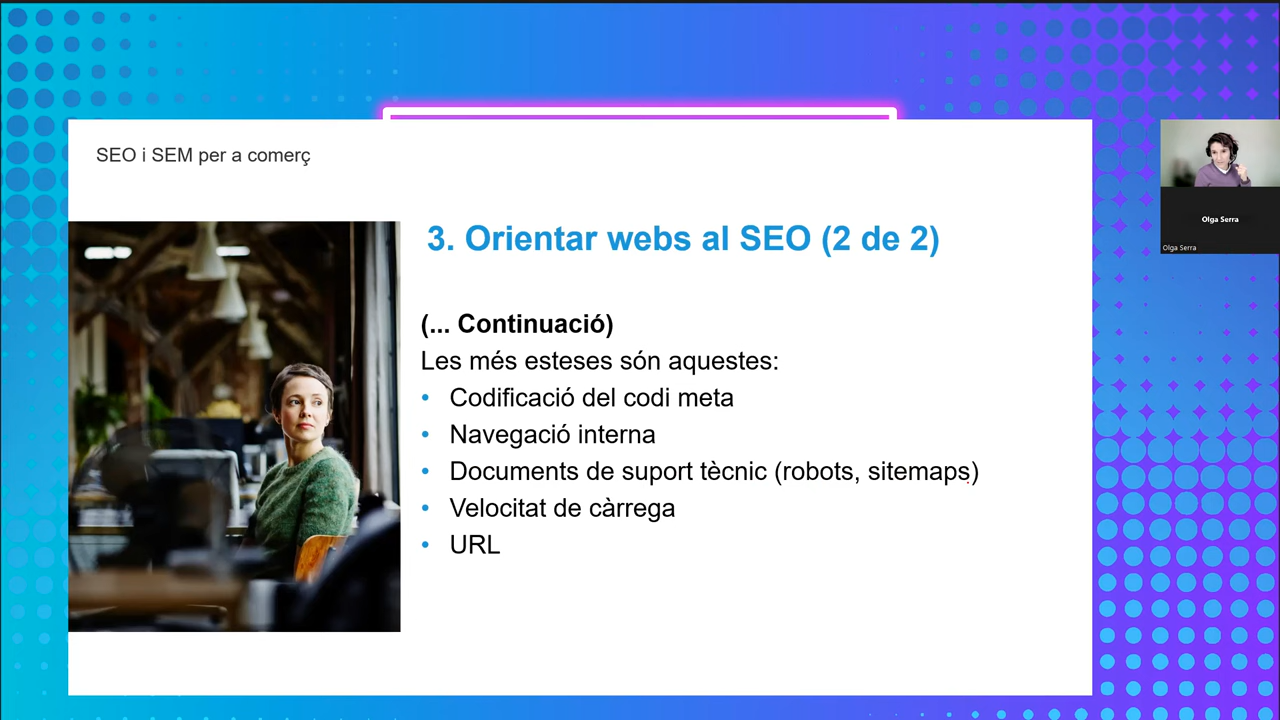 SEO i SEM per a comerç
3. Orientar webs al SEO (2 de 2)
(... Continuació)
Les més esteses són aquestes:
• Codificació del codi meta
• Navegació interna
• Documents de suport tècnic (robots, sitemaps)
• Velocitat de càrrega
• URL
Olga Serra
Olga Serra